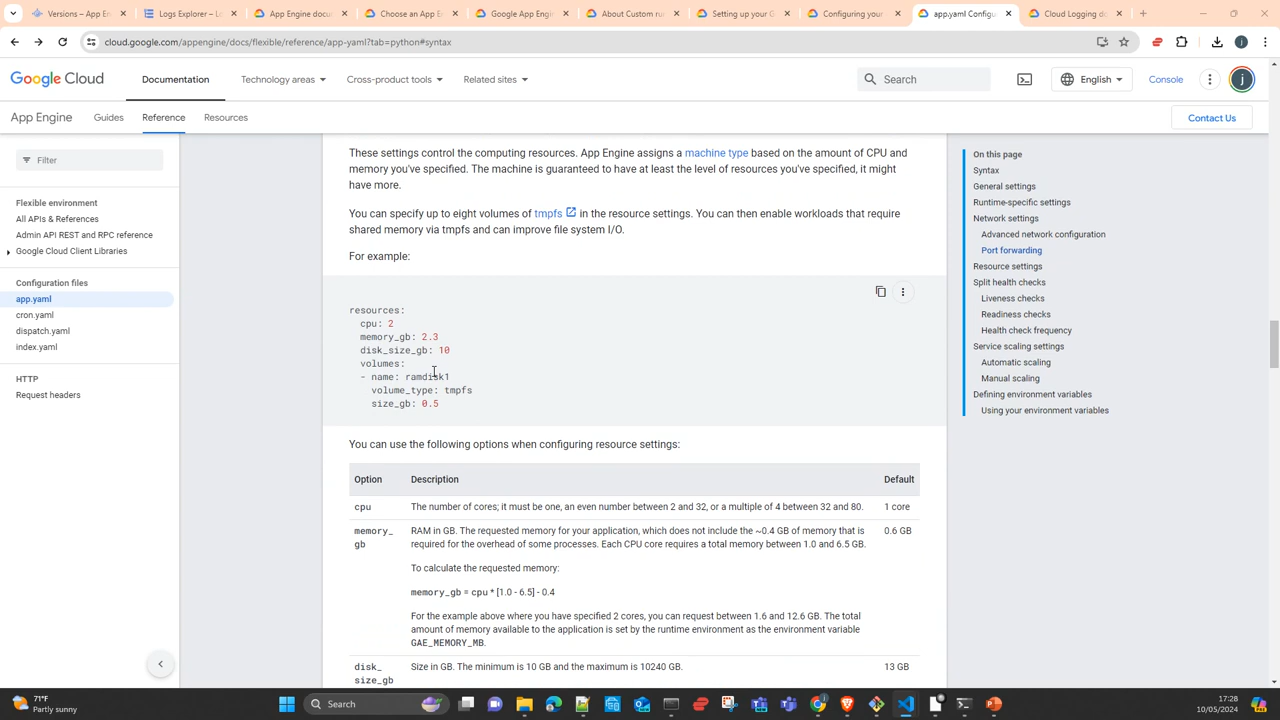 Versions –
Logs Explorer – L
App Engine docu
Choose an App E
Google App Engin
About Custom ru
Setting up your G
Configuring your
app.yaml Configu
Cloud Logging do
cloud.google.com/appengine/docs/flexible/reference/app-yaml?tab=python#syntax
Google Cloud
Documentation
Technology areas
Cross-product tools
Related sites
Search
English
Console
j
App Engine
Guides
Reference
Resources
Contact Us
Filter
Flexible environment
All APIs & References
Admin API REST and RPC reference
Google Cloud Client Libraries
Configuration files
app.yaml
cron.yaml
dispatch.yaml
index.yaml
HTTP
Request headers
These settings control the computing resources. App Engine assigns a machine type based on the amount of CPU and
memory you've specified. The machine is guaranteed to have at least the level of resources you've specified, it might
have more.
You can specify up to eight volumes of tmpfs in the resource settings. You can then enable workloads that require
shared memory via tmpfs and can improve file system I/O.
For example:
resources:
cpu: 2
memory_gb: 2.3
disk_size_gb: 10
volumes:
- name: ramdisk1
volume_type: tmpfs
size_gb: 0.5
You can use the following options when configuring resource settings:
Option Description Default
cpu The number of cores; it must be one, an even number between 2 and 32, or a multiple of 4 between 32 and 80. 1 core
memory_ RAM in GB. The requested memory for your application, which does not include the ~0.4 GB of memory that is 0.6 GB
gb required for the overhead of some processes. Each CPU core requires a total memory between 1.0 and 6.5 GB.
To calculate the requested memory:
memory_gb = cpu * [1.0 - 6.5] - 0.4
For the example above where you have specified 2 cores, you can request between 1.6 and 12.6 GB. The total
amount of memory available to the application is set by the runtime environment as the environment variable
GAE_MEMORY_MB.
disk_ Size in GB. The minimum is 10 GB and the maximum is 10240 GB. 13 GB
size_gb
On this page
Syntax
General settings
Runtime-specific settings
Network settings
Advanced network configuration
Port forwarding
Resource settings
Split health checks
Liveness checks
Readiness checks
Health check frequency
Service scaling settings
Automatic scaling
Manual scaling
Defining environment variables
Using your environment variables
71°F
Partly sunny
Search
17:28
10/05/2024